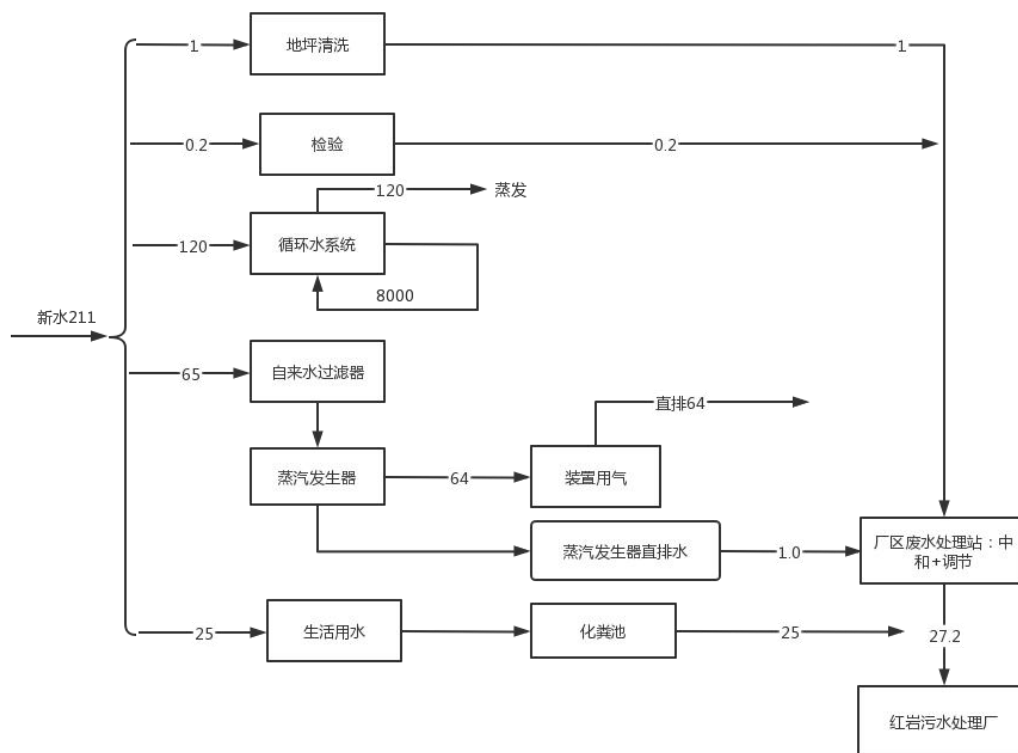 1
地坪清洗
1
0.2
检验
0.2
120
蒸发
120
循环水系统
8000
新水211
65
自来水过滤器
直排64
蒸汽发生器
64
装置用气
蒸汽发生器直排水
1.0
厂区废水处理站：中
和+调节
25
生活用水
化粪池
25
27.2
红岩污水处理厂